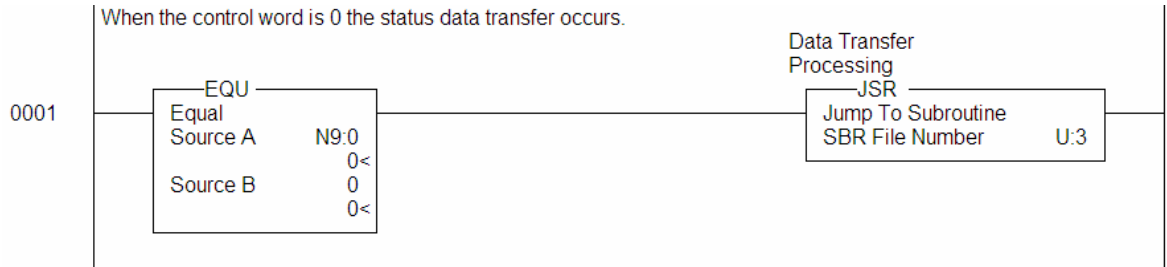 When the control word is 0 the status data transfer occurs.
Data Transfer
Processing
EQU
JSR
0001
Equal
Jump To Subroutine
Source A N9:0
SBR File Number U:3
0<
Source B 0
0<